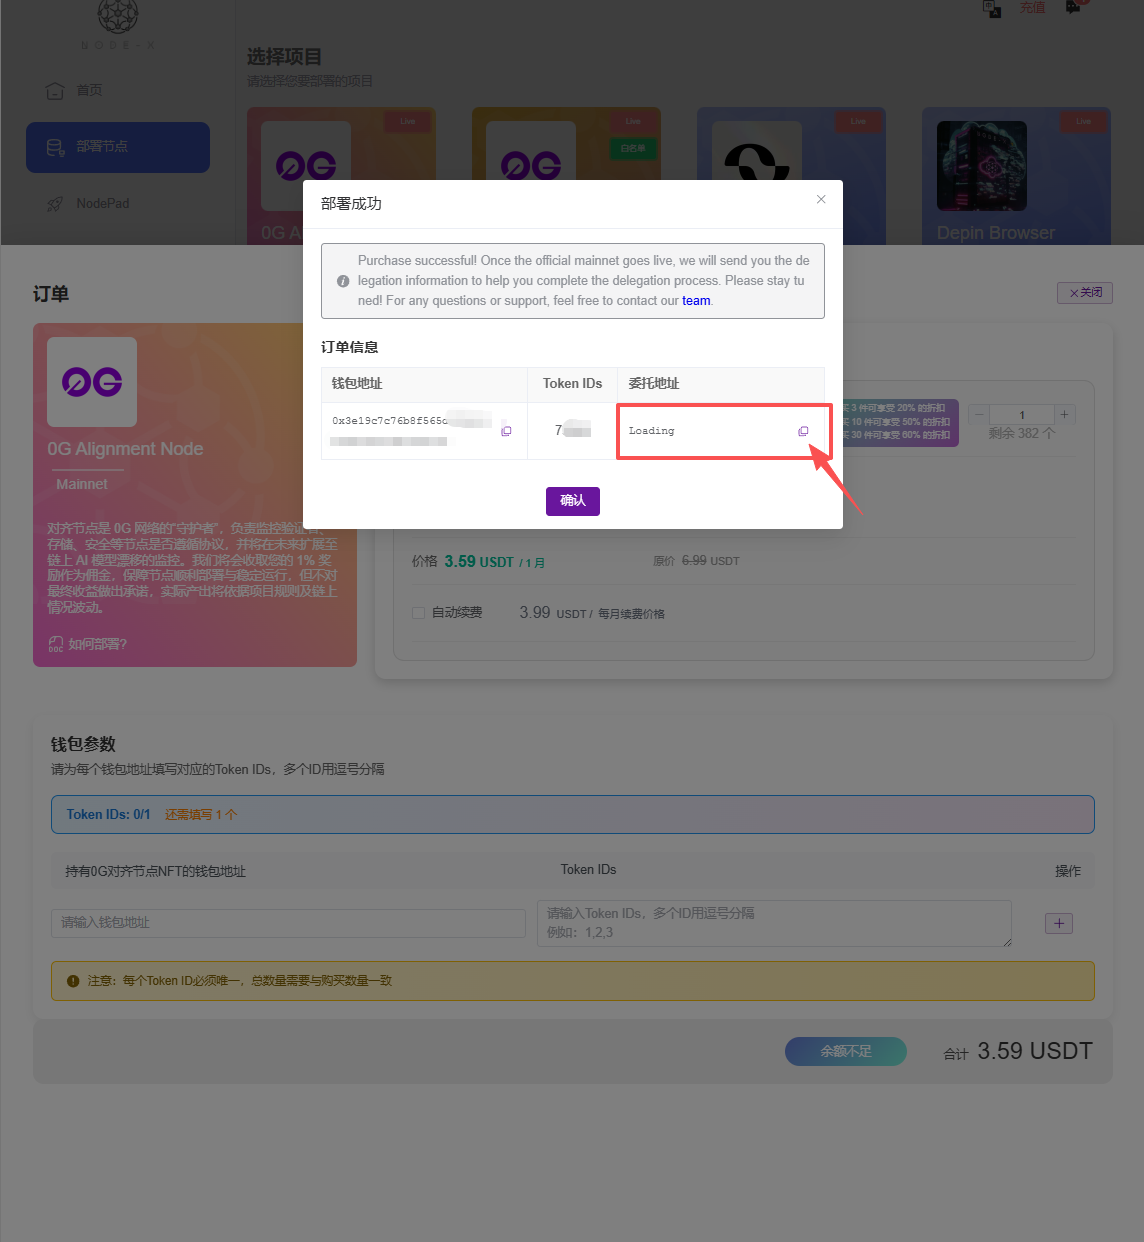 NODE-X
充值
首页
部署节点
NodePad
选择项目
请选择您要部署的项目
Live
Live
白名单
Live
Live
0G A
Depin Browser
部署成功
Purchase successful! Once the official mainnet goes live, we will send you the de
legation information to help you complete the delegation process. Please stay tu
ned! For any questions or support, feel free to contact our team.
订单信息
钱包地址
Token IDs
委托地址
0x3e19c7c76b8f565c
7
Loading
确认
订单
关闭
0G
0G Alignment Node
Mainnet
对齐节点是 0G 网络的“守护者”，负责监控验证者、
存储、安全等节点是否遵循协议，并将在未来扩展至
链上 AI 模型漂移的监控。我们将会收取您的 1% 奖
励作为佣金，保障节点顺利部署与稳定运行，但不对
最终收益做出承诺，实际产出将依据项目规则及链上
情况波动。
DOC
如何部署?
买 3 件可享受 20% 的折扣
买 10 件可享受 50% 的折扣
买 30 件可享受 60% 的折扣
1
剩余 382 个
价格 3.59 USDT / 1 月
原价 6.99 USDT
自动续费
3.99 USDT / 每月续费价格
钱包参数
请为每个钱包地址填写对应的Token IDs，多个ID用逗号分隔
Token IDs: 0/1 还需填写 1 个
持有0G对齐节点NFT的钱包地址
Token IDs
操作
请输入钱包地址
请输入Token IDs，多个ID用逗号分隔
例如：1,2,3
注意：每个Token ID必须唯一，总数量需要与购买数量一致
余额不足
合计 3.59 USDT